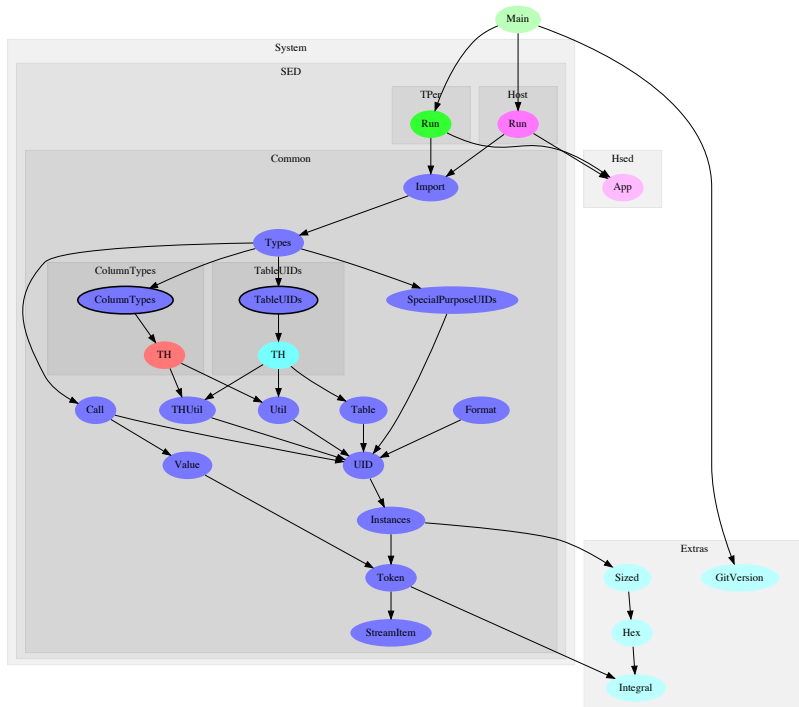 Main
System
SED
TPer
Host
Run
Run
Common
Hsed
Import
App
Types
ColumnTypes
TableUIDs
ColumnTypes
TableUIDs
SpecialPurposeUIDs
TH
TH
Call
THUtil
Util
Table
Format
Value
UID
Instances
Extras
Token
Sized
GitVersion
StreamItem
Hex
Integral